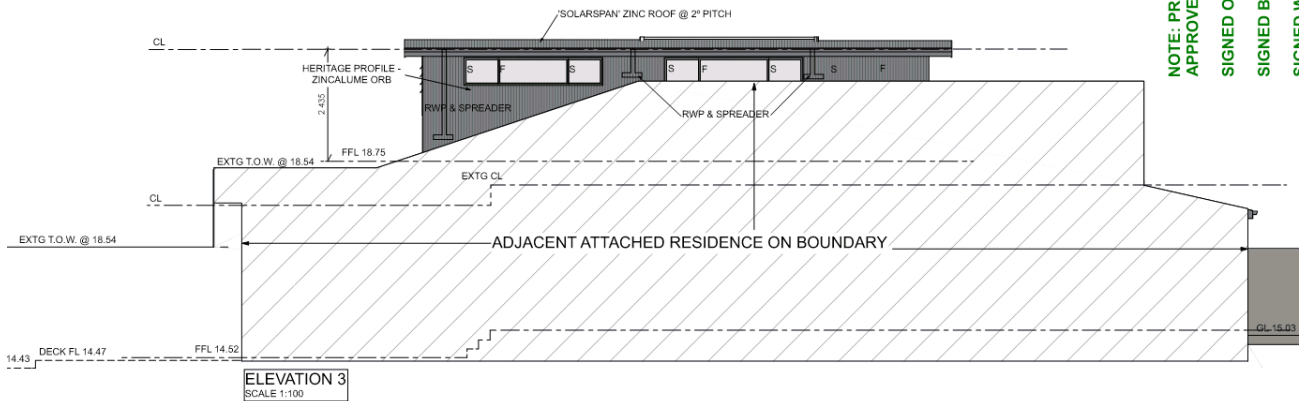 'SOLARSPAN' ZINC ROOF @ 2º PITCH
CL
HERITAGE PROFILE -
ZINCALUME ORB
S
F
S
S
F
S
S
F
RWP & SPREADER
RWP & SPREADER
2.435
FFL 18.75
EXTG T.O.W. @ 18.54
EXTG CL
CL
EXTG T.O.W. @ 18.54
ADJACENT ATTACHED RESIDENCE ON BOUNDARY
GL 15.03
14.43
DECK FL 14.47
FFL 14.52
ELEVATION 3
SCALE 1:100
NOTE: PR
APPROVE
SIGNED O
SIGNED B
SIGNED W